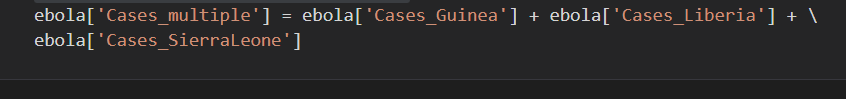 ebola['Cases_multiple'] = ebola['Cases_Guinea'] + ebola['Cases_Liberia'] + \
ebola['Cases_SierraLeone']